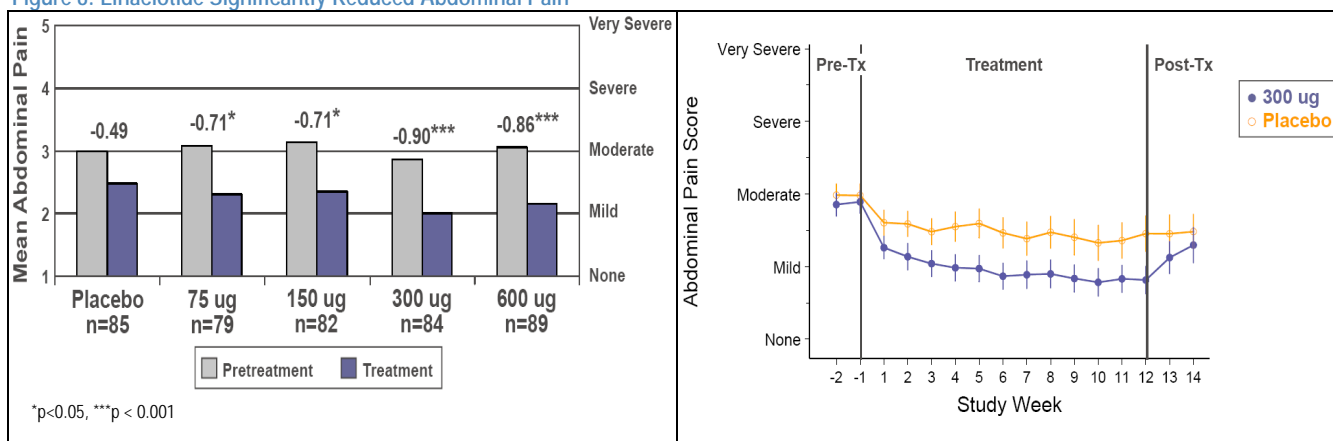 Figure 6. Linaclotide Significantly Reduced Abdominal Pain
Mean Abdominal Pain
5
4
3
2
1
Very Severe
Severe
Moderate
Mild
None
-0.49
-0.71*
-0.71*
-0.90***
-0.86***
Placebo
n=85
75 ug
n=79
150 ug
n=82
300 ug
n=84
600 ug
n=89
Pretreatment
Treatment
*p<0.05, ***p < 0.001
Abdominal Pain Score
Very Severe
Severe
Moderate
Mild
None
Pre-Tx
Treatment
Post-Tx
300 ug
Placebo
-2 -1 1 2 3 4 5 6 7 8 9 10 11 12 13 14
Study Week